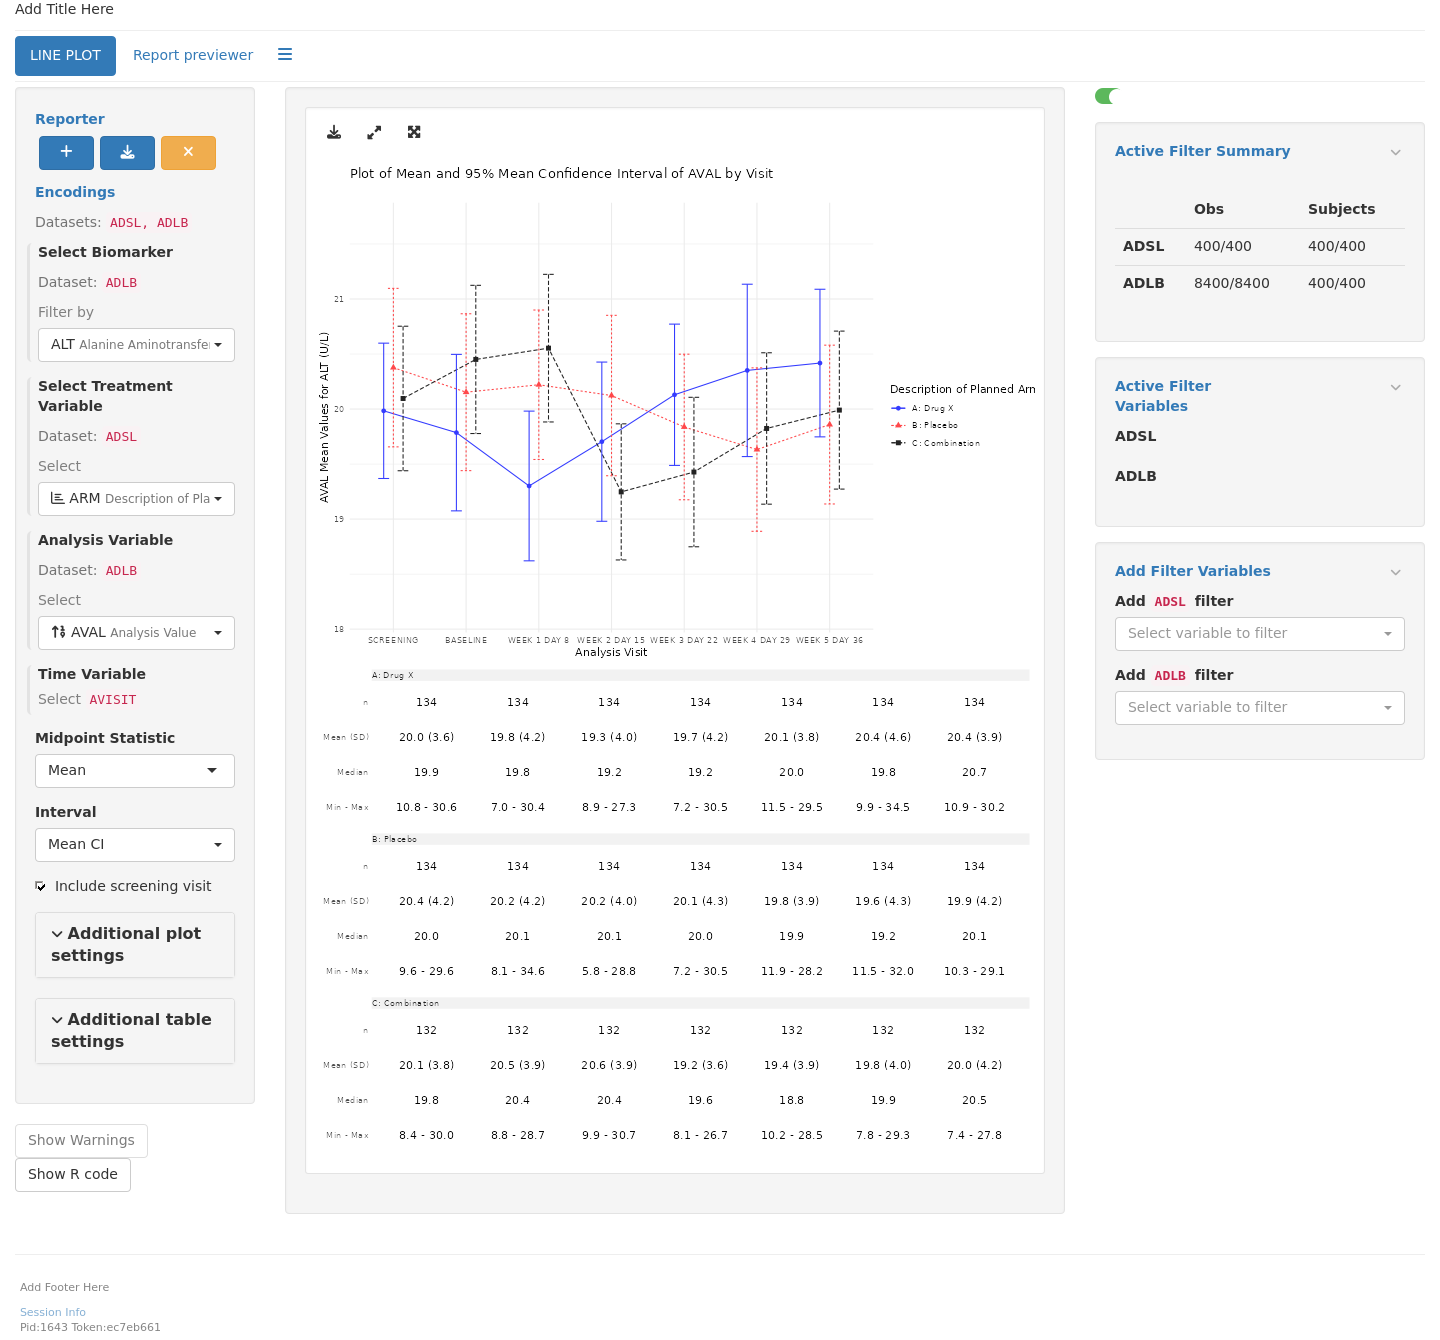 Add Title Here
LINE PLOT
Report previewer
Reporter
Encodings
Datasets: ADSL, ADLB
Select Biomarker
Dataset: ADLB
Filter by
ALT Alanine Aminotransfer
Select Treatment
Variable
Dataset: ADSL
Select
ARM Description of Pla
Analysis Variable
Dataset: ADLB
Select
AVAL Analysis Value
Time Variable
Select AVISIT
Midpoint Statistic
Mean
Interval
Mean CI
Include screening visit
Additional plot
settings
Additional table
settings
Show Warnings
Show R code
Plot of Mean and 95% Mean Confidence Interval of AVAL by Visit
AVAL Mean Values for ALT (U/L)
21
20
19
18
SCREENING BASELINE WEEK 1 DAY 8 WEEK 2 DAY 15 WEEK 3 DAY 22 WEEK 4 DAY 29 WEEK 5 DAY 36
Analysis Visit
Description of Planned Arm
A: Drug X
B: Placebo
C: Combination
A: Drug X
n 134 134 134 134 134 134 134
Mean (SD) 20.0 (3.6) 19.8 (4.2) 19.3 (4.0) 19.7 (4.2) 20.1 (3.8) 20.4 (4.6) 20.4 (3.9)
Median 19.9 19.8 19.2 19.2 20.0 19.8 20.7
Min - Max 10.8 - 30.6 7.0 - 30.4 8.9 - 27.3 7.2 - 30.5 11.5 - 29.5 9.9 - 34.5 10.9 - 30.2
B: Placebo
n 134 134 134 134 134 134 134
Mean (SD) 20.4 (4.2) 20.2 (4.2) 20.2 (4.0) 20.1 (4.3) 19.8 (3.9) 19.6 (4.3) 19.9 (4.2)
Median 20.0 20.1 20.1 20.0 19.9 19.2 20.1
Min - Max 9.6 - 29.6 8.1 - 34.6 5.8 - 28.8 7.2 - 30.5 11.9 - 28.2 11.5 - 32.0 10.3 - 29.1
C: Combination
n 132 132 132 132 132 132 132
Mean (SD) 20.1 (3.8) 20.5 (3.9) 20.6 (3.9) 19.2 (3.6) 19.4 (3.9) 19.8 (4.0) 20.0 (4.2)
Median 19.8 20.4 20.4 19.6 18.8 19.9 20.5
Min - Max 8.4 - 30.0 8.8 - 28.7 9.9 - 30.7 8.1 - 26.7 10.2 - 28.5 7.8 - 29.3 7.4 - 27.8
Active Filter Summary
Obs Subjects
ADSL 400/400 400/400
ADLB 8400/8400 400/400
Active Filter
Variables
ADSL
ADLB
Add Filter Variables
Add ADSL filter
Select variable to filter
Add ADLB filter
Select variable to filter
Add Footer Here
Session Info
Pid:1643 Token:ec7eb661